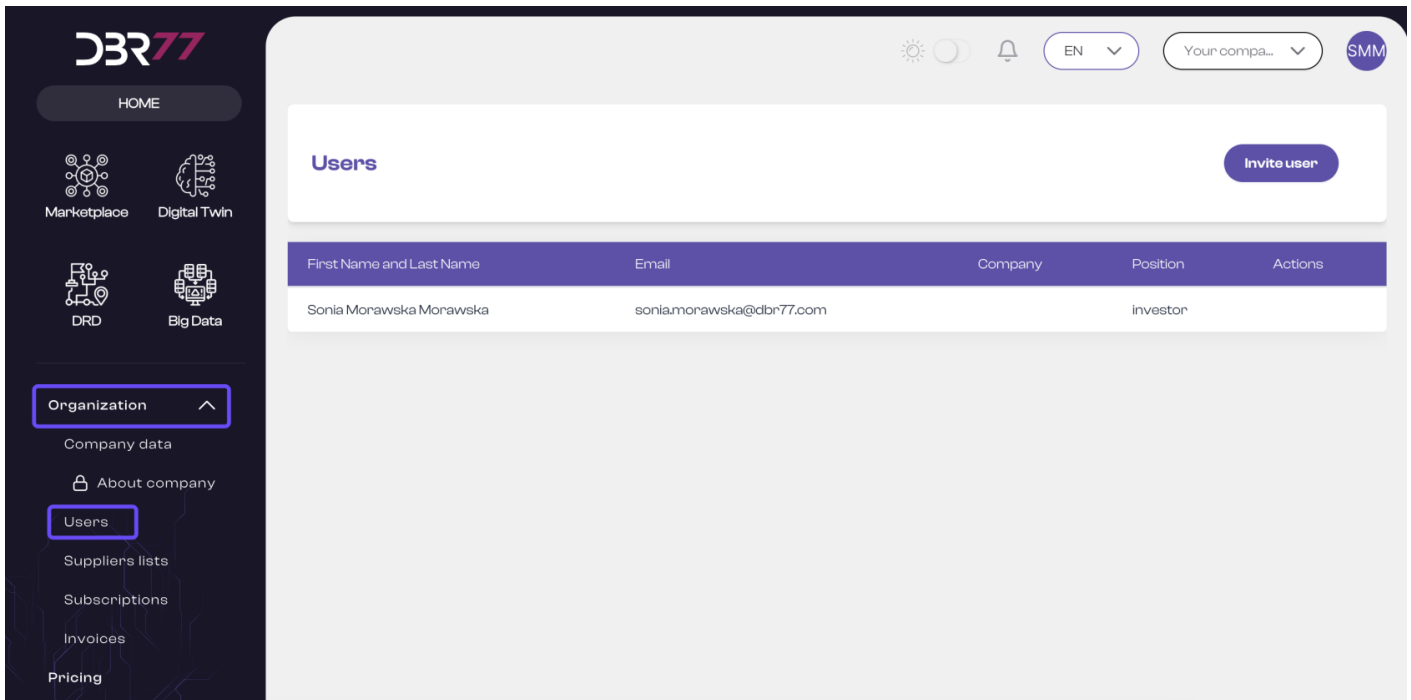 DBR77
HOME
Marketplace
Digital Twin
DRD
Big Data
Organization
Company data
About company
Users
Suppliers lists
Subscriptions
Invoices
Pricing
EN
Your compa...
SMM
Users
Invite user
First Name and Last Name Email Company Position Actions
Sonia Morawska Morawska sonia.morawska@dbr77.com investor